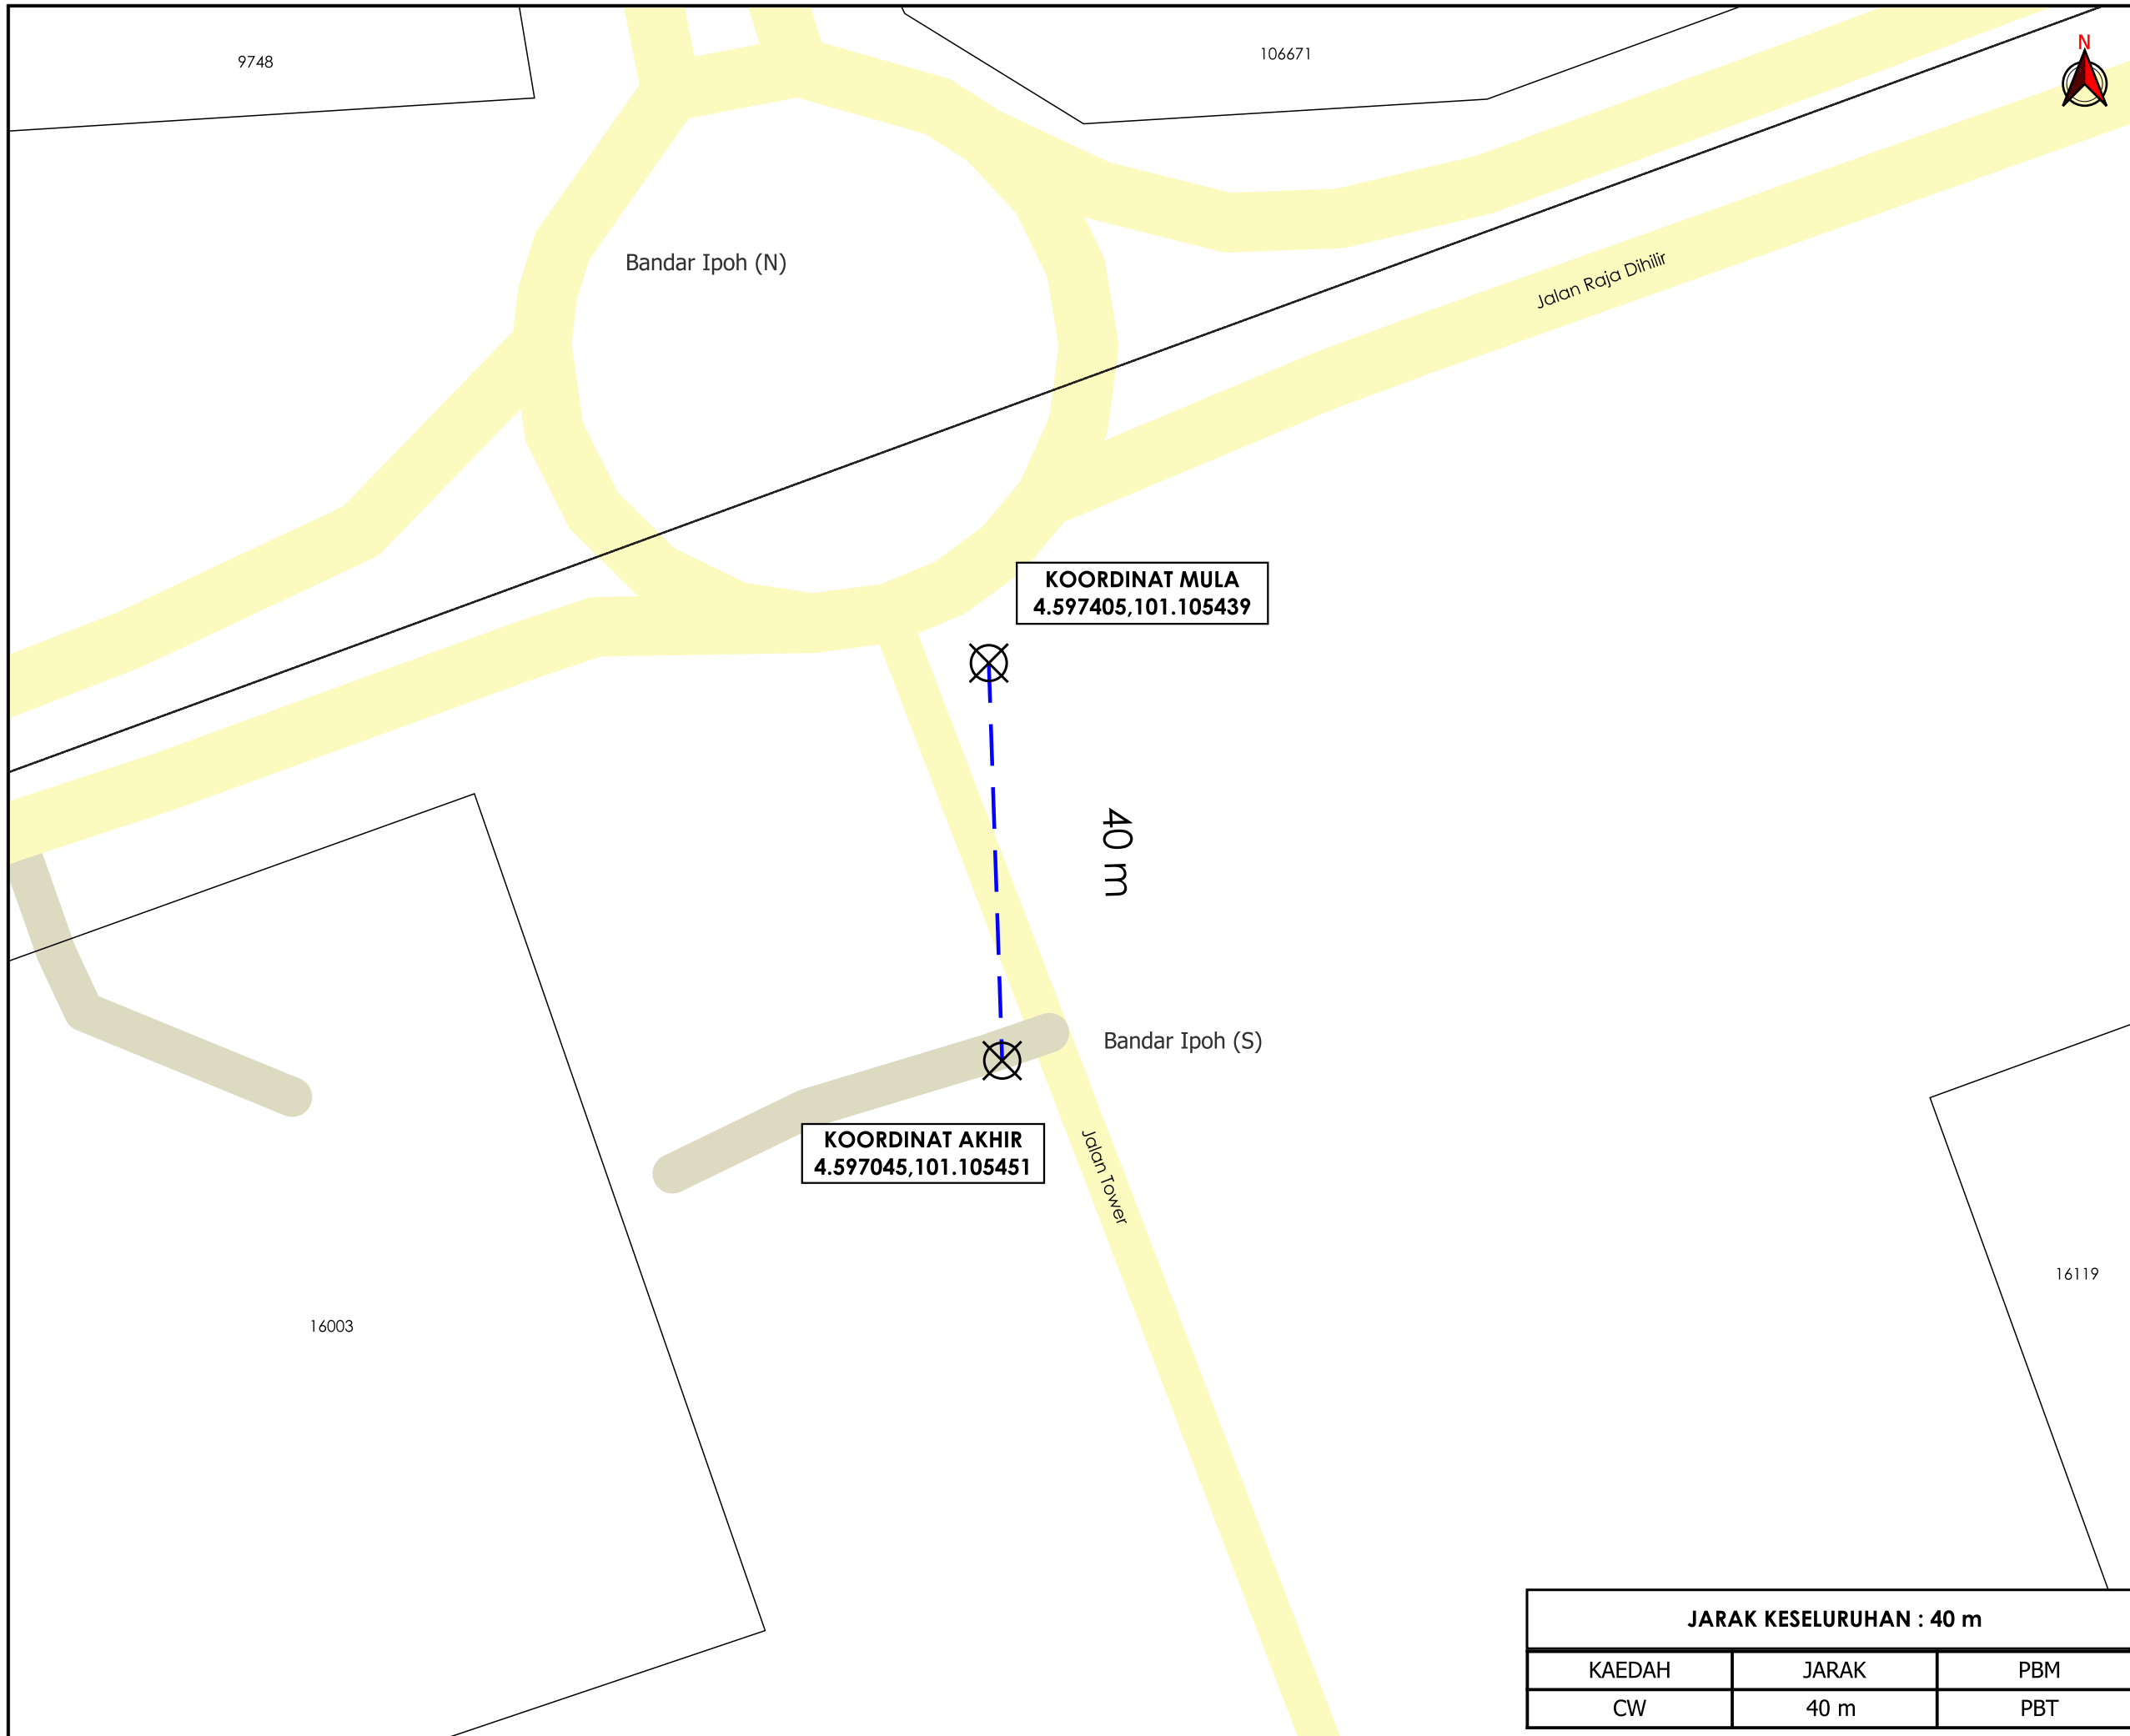 9748
106671
N
Bandar Ipoh (N)
Jalan Raja Dihilir
KOORDINAT MULA
4.597405,101.105439
40 m
Bandar Ipoh (S)
KOORDINAT AKHIR
4.597045,101.105451
Jalan Tower
16119
16003
JARAK KESELURUHAN : 40 m
KAEDAH JARAK PBM
CW 40 m PBT